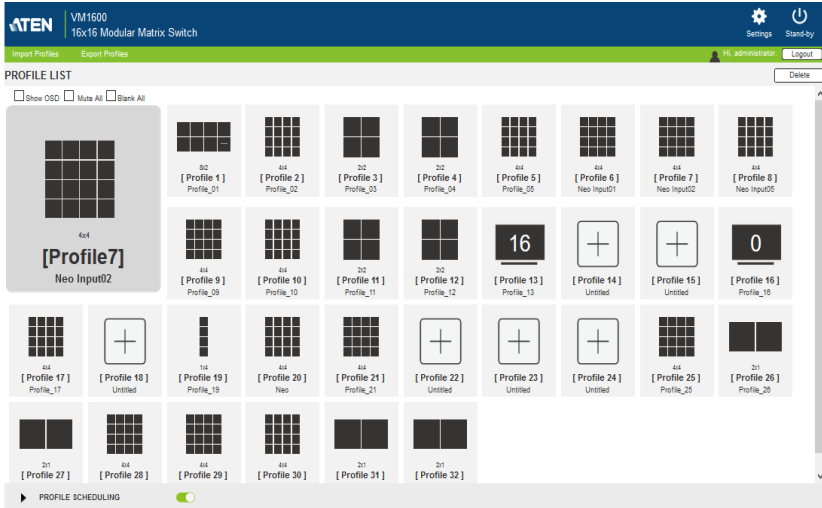 ATEN
VM1600
16x16 Modular Matrix Switch
Settings
Stand-by
Import Profiles
Export Profiles
Hi, administrator.
Logout
PROFILE LIST
Delete
Show OSD
Mute All
Blank All
4x4
[Profile7]
Neo Input02
8x2
[ Profile 1 ]
Profile_01
4x4
[ Profile 2 ]
Profile_02
2x2
[ Profile 3 ]
Profile_03
2x2
[ Profile 4 ]
Profile_04
4x4
[ Profile 5 ]
Profile_05
4x4
[ Profile 6 ]
Neo Input01
4x4
[ Profile 7 ]
Neo Input02
4x4
[ Profile 8 ]
Neo Input05
4x4
[ Profile 9 ]
Profile_09
4x4
[ Profile 10 ]
Profile_10
2x2
[ Profile 11 ]
Profile_11
2x2
[ Profile 12 ]
Profile_12
16
[ Profile 13 ]
Profile_13
[ Profile 14 ]
Untitled
[ Profile 15 ]
Untitled
0
[ Profile 16 ]
Profile_16
4x4
[ Profile 17 ]
Profile_17
[ Profile 18 ]
Untitled
1x4
[ Profile 19 ]
Profile_19
4x4
[ Profile 20 ]
Neo
4x4
[ Profile 21 ]
Profile_21
[ Profile 22 ]
Untitled
[ Profile 23 ]
Untitled
[ Profile 24 ]
Untitled
4x4
[ Profile 25 ]
Profile_25
2x1
[ Profile 26 ]
Profile_26
2x1
[ Profile 27 ]
4x4
[ Profile 28 ]
4x4
[ Profile 29 ]
4x4
[ Profile 30 ]
2x1
[ Profile 31 ]
2x1
[ Profile 32 ]
PROFILE SCHEDULING